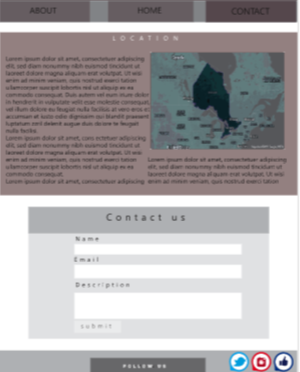 ABOUT
HOME
CONTACT
LOCATION
Lorem ipsum dolor sit amet, consectetuer adipiscing
elit, sed diam nonummy nibh euismod tincidunt ut
laoreet dolore magna aliquam erat volutpat. Ut wisi
enim ad minim veniam, quis nostrud exerci tation
ullamcorper suscipit lobortis nisl ut aliquip ex ea
commodo consequat. Duis autem vel eum iriure dolor
in hendrerit in vulputate velit esse molestie consequat,
vel illum dolore eu feugiat nulla facilisis at vero eros et
accumsan et iusto odio dignissim qui blandit praesent
luptatum zzril delenit augue duis dolore te feugait
nulla facilisi.
Lorem ipsum dolor sit amet, cons ectetuer adipiscing
elit, sed diam nonummy nibh euismod tincidunt ut
laoreet dolore magna aliquam erat volutpat. Ut wisi
enim ad minim veniam, quis nostrud exerci tation
ullamcorper suscipit lobortis nisl ut aliquip ex ea
commodo consequat.
Lorem ipsum dolor sit amet, consectetuer adipiscing
Lorem ipsum dolor sit amet, consectetuer adipiscing
elit, sed diam nonummy nibh euismod tincidunt ut
laoreet dolore magna aliquam erat volutpat. Ut wisi
enim ad minim veniam, quis nostrud exerci tation
Contact us
Name
Email
Description
submit
FOLLOW US